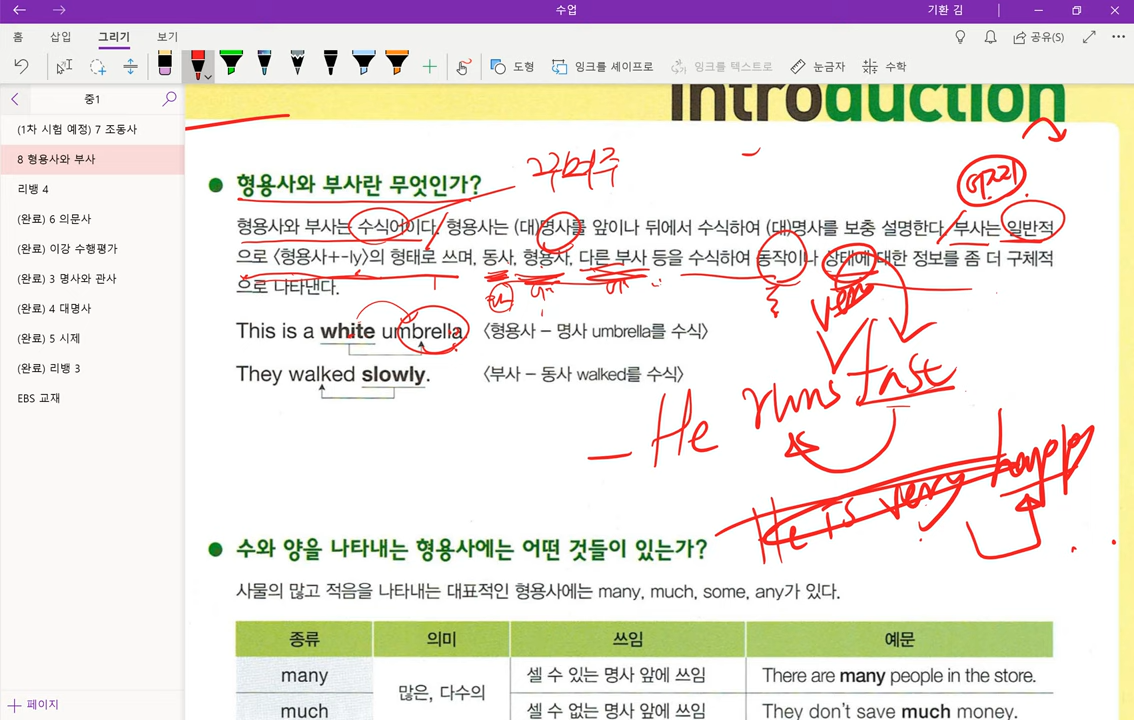 수업
기환 김
홈 삽입 그리기 보기
공유(S)
도형 잉크를 셰이프로 잉크를 텍스트로 눈금자 수학
중1
(1차 시험 예정) 7 조동사
8 형용사와 부사
리뱅 4
(완료) 6 의문사
(완료) 이강 수행평가
(완료) 3 명사와 관사
(완료) 4 대명사
(완료) 5 시제
(완료) 리뱅 3
EBS 교재
페이지
introduction
꾸며주
형용사와 부사란 무엇인가?
형용사와 부사는 수식어이다. 형용사는 (대)명사를 앞이나 뒤에서 수식하여 (대)명사를 보충 설명한다. 부사는 일반적
으로 〈형용사+-ly〉의 형태로 쓰며, 동사, 형용사, 다른 부사 등을 수식하여 동작이나 상태에 대한 정보를 좀 더 구체적
으로 나타낸다.
very
This is a white umbrella. 〈형용사 – 명사 umbrella를 수식〉
They walked slowly. 〈부사 – 동사 walked를 수식〉
– He runs fast
He is very happy
수와 양을 나타내는 형용사에는 어떤 것들이 있는가?
사물의 많고 적음을 나타내는 대표적인 형용사에는 many, much, some, any가 있다.
종류 의미 쓰임 예문
many 많은, 다수의 셀 수 있는 명사 앞에 쓰임 There are many people in the store.
much 셀 수 없는 명사 앞에 쓰임 They don't save much money.